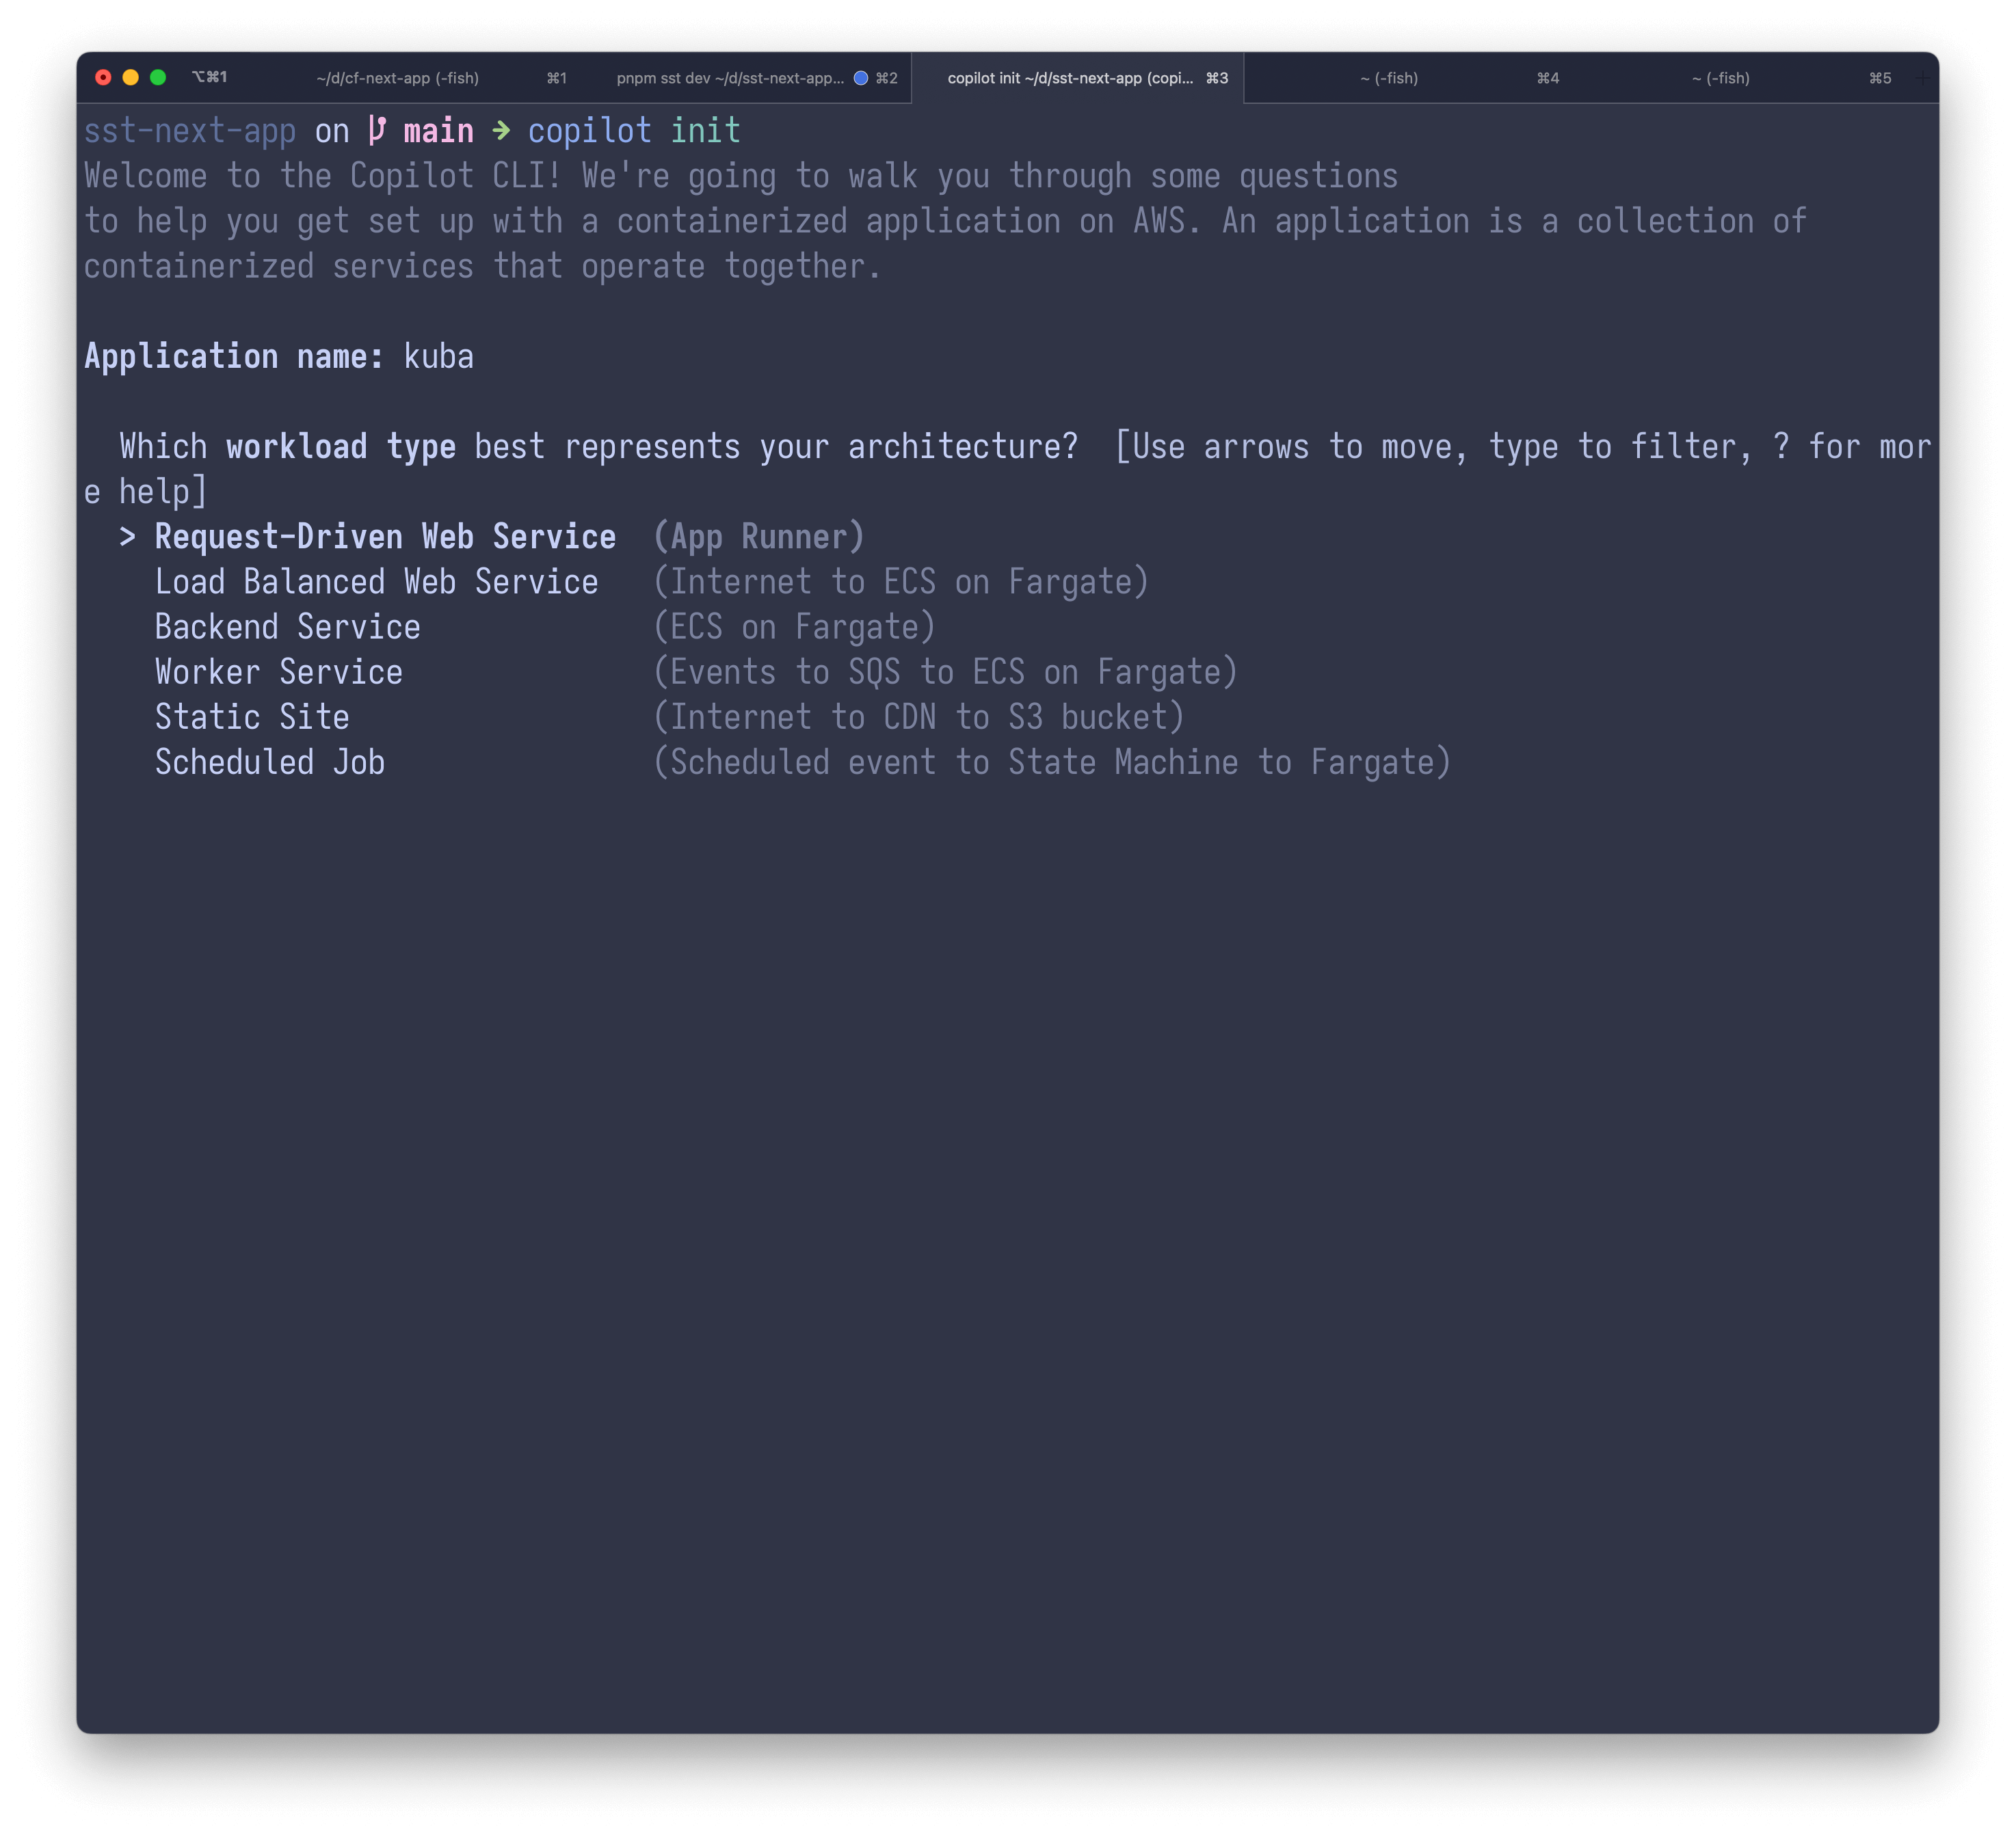 ⌥⌘1 ~/d/cf-next-app (-fish) ⌘1 pnpm sst dev ~/d/sst-next-app... ⌘2 copilot init ~/d/sst-next-app (copi... ⌘3 ~ (-fish) ⌘4 ~ (-fish) ⌘5 +
sst-next-app on main → copilot init
Welcome to the Copilot CLI! We're going to walk you through some questions
to help you get set up with a containerized application on AWS. An application is a collection of
containerized services that operate together.
Application name: kuba
Which workload type best represents your architecture?  [Use arrows to move, type to filter, ? for mor
e help]
> Request-Driven Web Service  (App Runner)
Load Balanced Web Service   (Internet to ECS on Fargate)
Backend Service             (ECS on Fargate)
Worker Service              (Events to SQS to ECS on Fargate)
Static Site                 (Internet to CDN to S3 bucket)
Scheduled Job               (Scheduled event to State Machine to Fargate)